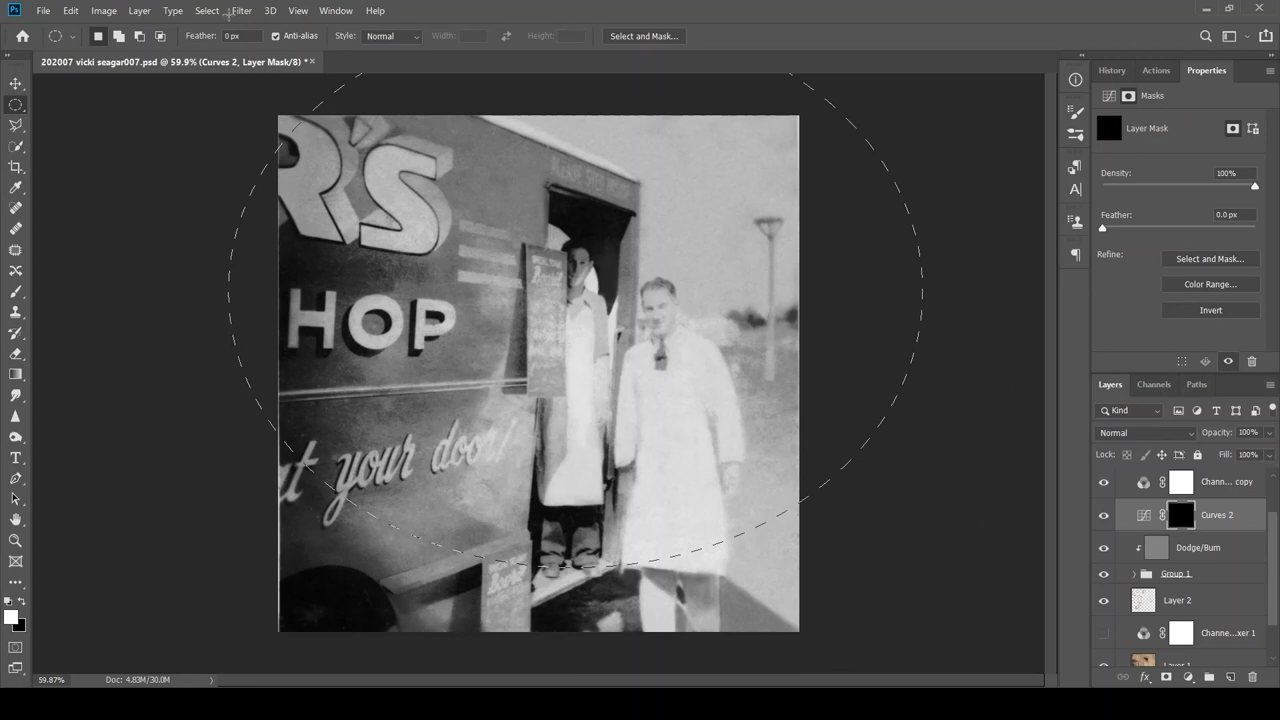 Ps File Edit Image Layer Type Select Filter 3D View Window Help
Feather: 0 px Anti-alias Style: Normal Width: Height: Select and Mask...
202007 vicki seagar007.psd @ 59.9% (Curves 2, Layer Mask/8) *
History Actions Properties
Masks
Layer Mask
Density: 100%
Feather: 0.0 px
Refine: Select and Mask...
Color Range...
Invert
Layers Channels Paths
Kind
Normal Opacity: 100%
Lock: Fill: 100%
Chann... copy
Curves 2
Dodge/Burn
Group 1
Layer 2
Channe...xer 1
Layer 1
R'S
HOP
at your door!
59.87% Doc: 4.83M/30.0M